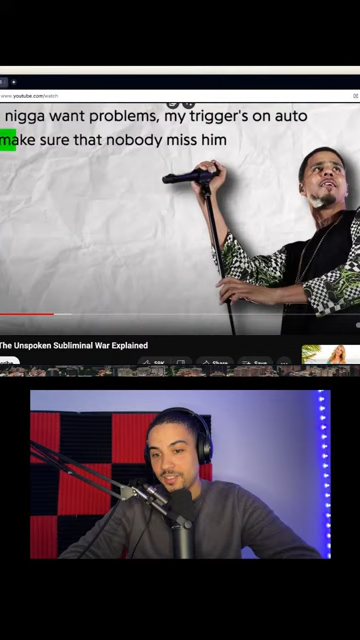 www.youtube.com/watch
nigga want problems, my trigger's on auto
make sure that nobody miss him
The Unspoken Subliminal War Explained
Share
Save